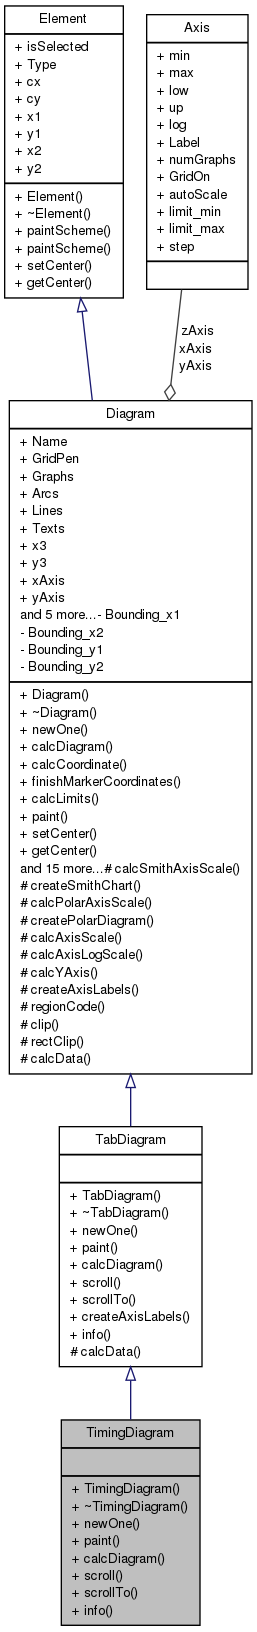 Element
+ isSelected
+ Type
+ cx
+ cy
+ x1
+ y1
+ x2
+ y2
+ Element()
+ ~Element()
+ paintScheme()
+ paintScheme()
+ setCenter()
+ getCenter()
Axis
+ min
+ max
+ low
+ up
+ log
+ Label
+ numGraphs
+ GridOn
+ autoScale
+ limit_min
+ limit_max
+ step
zAxis
xAxis
yAxis
Diagram
+ Name
+ GridPen
+ Graphs
+ Arcs
+ Lines
+ Texts
+ x3
+ y3
+ xAxis
+ yAxis
and 5 more...- Bounding_x1
- Bounding_x2
- Bounding_y1
- Bounding_y2
+ Diagram()
+ ~Diagram()
+ newOne()
+ calcDiagram()
+ calcCoordinate()
+ finishMarkerCoordinates()
+ calcLimits()
+ paint()
+ setCenter()
+ getCenter()
and 15 more...# calcSmithAxisScale()
# createSmithChart()
# calcPolarAxisScale()
# createPolarDiagram()
# calcAxisScale()
# calcAxisLogScale()
# calcYAxis()
# createAxisLabels()
# regionCode()
# clip()
# rectClip()
# calcData()
TabDiagram
+ TabDiagram()
+ ~TabDiagram()
+ newOne()
+ paint()
+ calcDiagram()
+ scroll()
+ scrollTo()
+ createAxisLabels()
+ info()
# calcData()
TimingDiagram
+ TimingDiagram()
+ ~TimingDiagram()
+ newOne()
+ paint()
+ calcDiagram()
+ scroll()
+ scrollTo()
+ info()